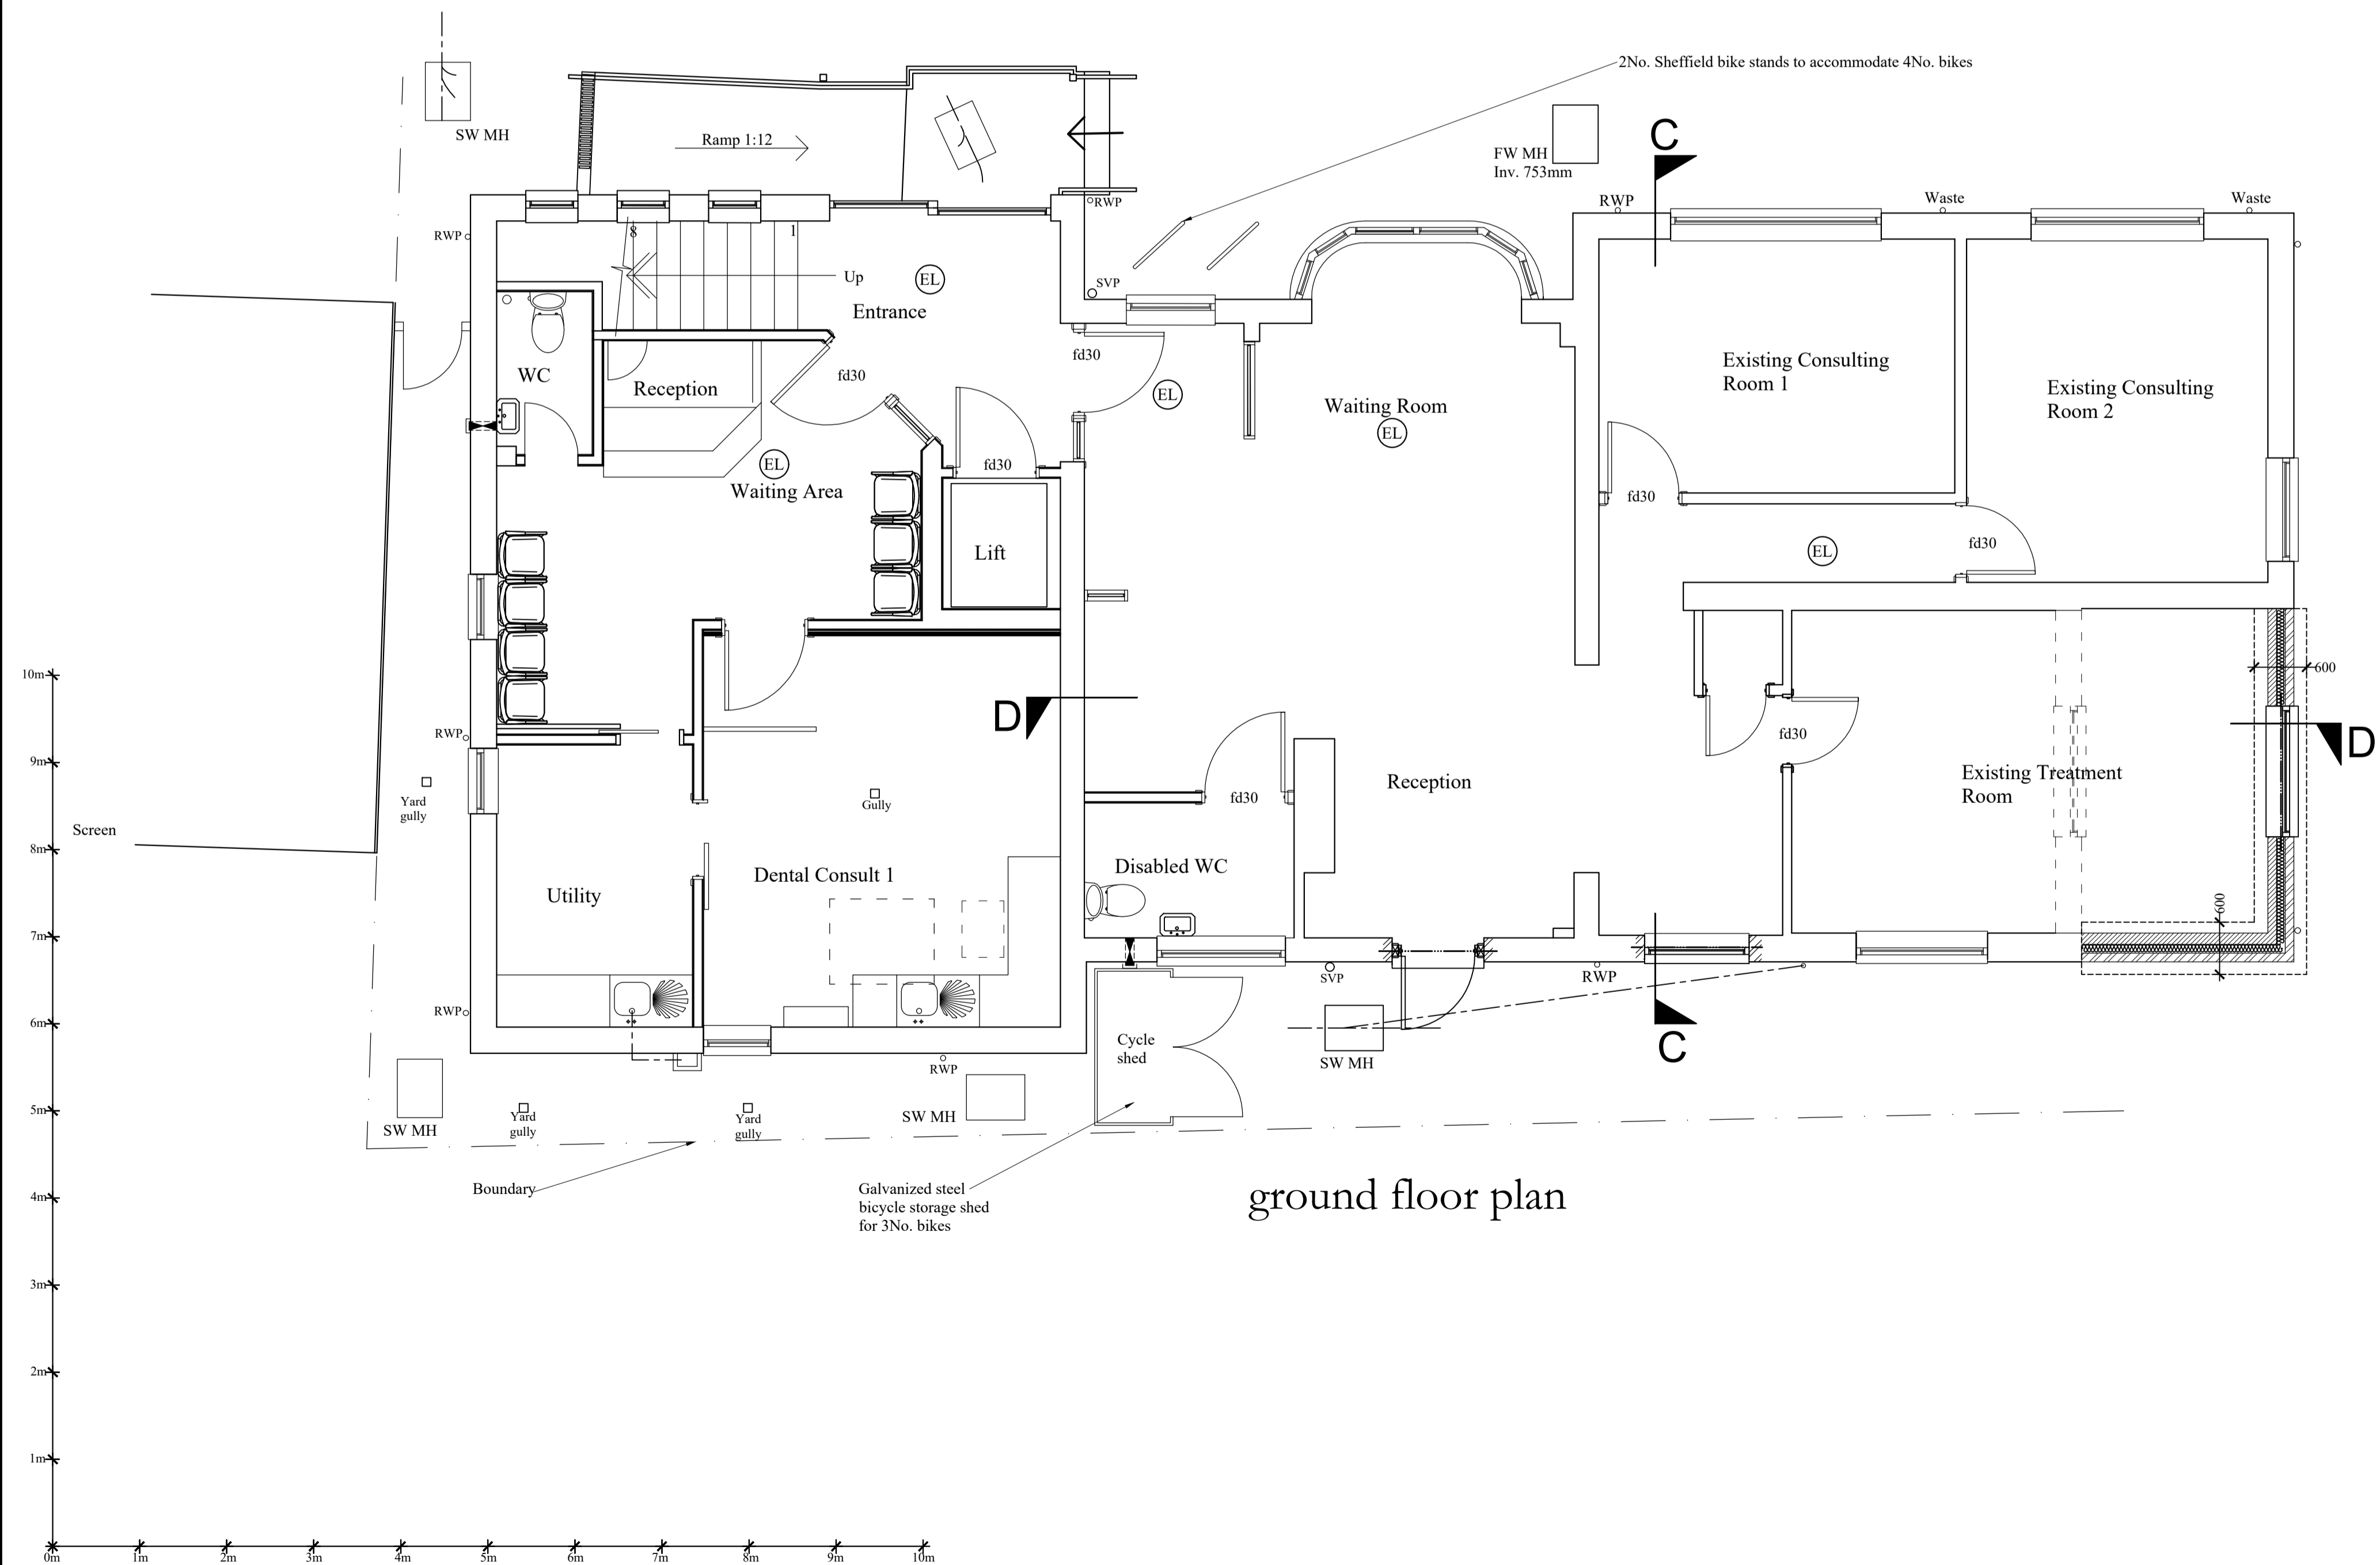 2No. Sheffield bike stands to accommodate 4No. bikes
SW MH
Ramp 1:12
FW MH
Inv. 753mm
C
RWP
RWP
Waste
Waste
RWP
8
1
Up
EL
Entrance
SVP
fd30
fd30
WC
Reception
EL
Waiting Room
EL
Existing Consulting
Room 1
Existing Consulting
Room 2
EL
Waiting Area
fd30
fd30
Lift
EL
fd30
10m
600
D
D
RWP
fd30
9m
Yard
gully
Gully
Reception
Existing Treatment
Room
fd30
Screen
8m
Disabled WC
Dental Consult 1
Utility
600
7m
SVP
RWP
RWP
6m
Cycle
shed
SW MH
C
RWP
5m
Yard
gully
Yard
gully
SW MH
SW MH
Boundary
Galvanized steel
bicycle storage shed
for 3No. bikes
ground floor plan
4m
3m
2m
1m
0m
1m
2m
3m
4m
5m
6m
7m
8m
9m
10m